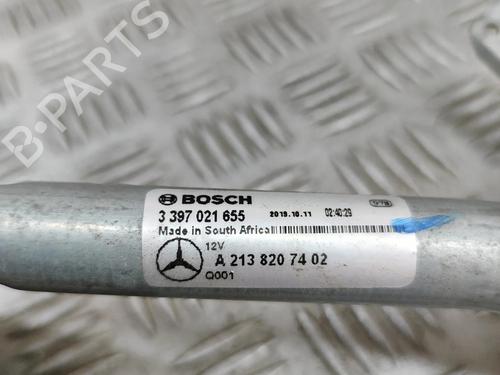 B-PARTS
BOSCH
3 397 021 655 2019.10.11 02:40:29
Made in South Africa
12V
A 213 820 74 02
Q001